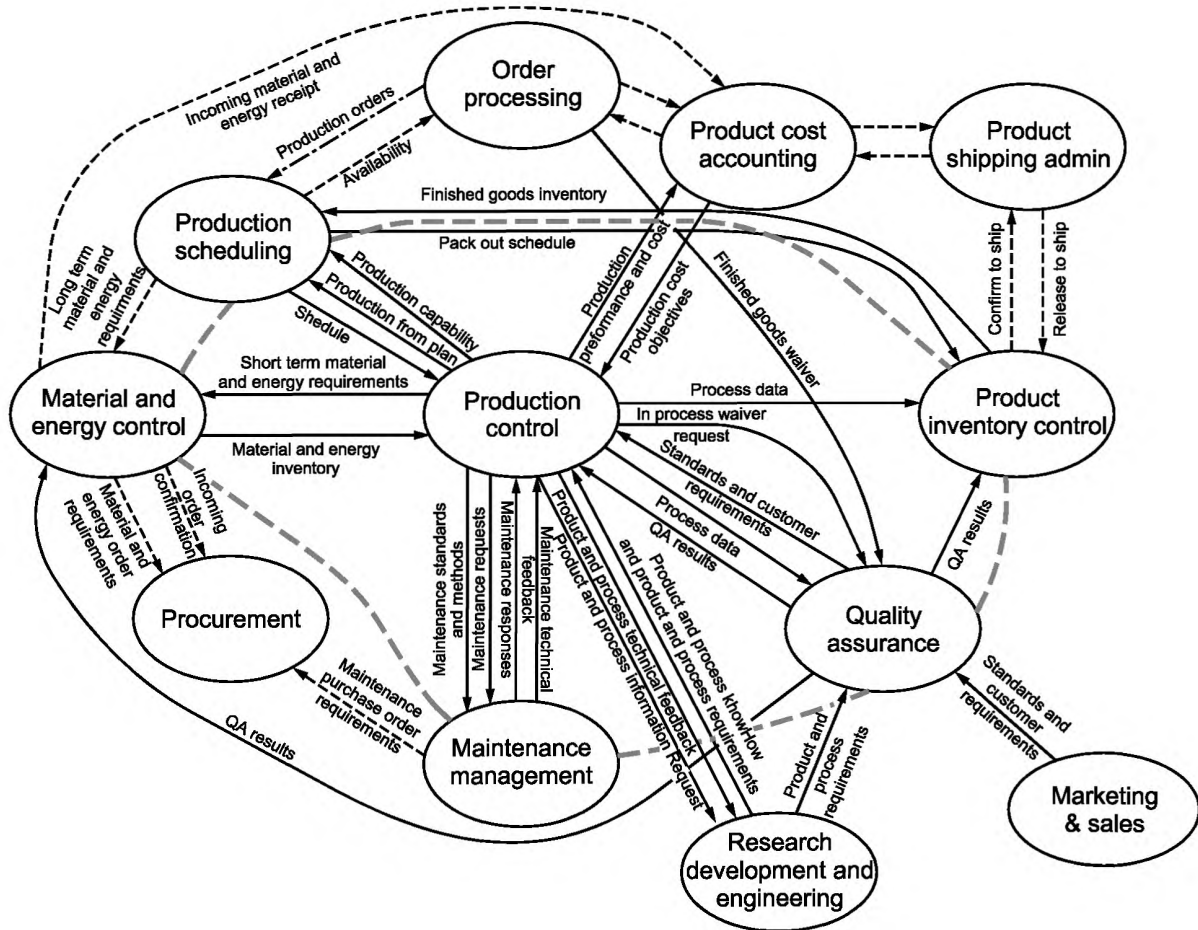 Order
processing
Incoming material and
energy receipt
Production orders
Availability
Product cost
accounting
Product
shipping admin
Finished goods inventory
Production
scheduling
Pack out schedule
Long term
material and
energy
requirments
Production capability
Production from plan
Shedule
Production
preformance and cost
Production cost
objectives
Finished goods waiver
Confirm to ship
Release to ship
Short term material
and energy requirements
Material and
energy control
Production
control
Process data
Product
inventory control
In process waiver
request
Material and energy
inventory
Standards and customer
requirements
Process data
QA results
QA results
Incoming
order
confirmation
Material and
energy order
requirements
Maintenance standards
and methods
Maintenance requests
Maintenance responses
Maintenance technical
feedback
Product and process technical feedback
Product and process information Request
Product and process knowHow
and product and process requirements
Procurement
Quality
assurance
Maintenance
purchase order
requirements
QA results
Maintenance
management
Product and
process
requirements
Standards and
customer
requirements
Marketing
& sales
Research
development and
engineering